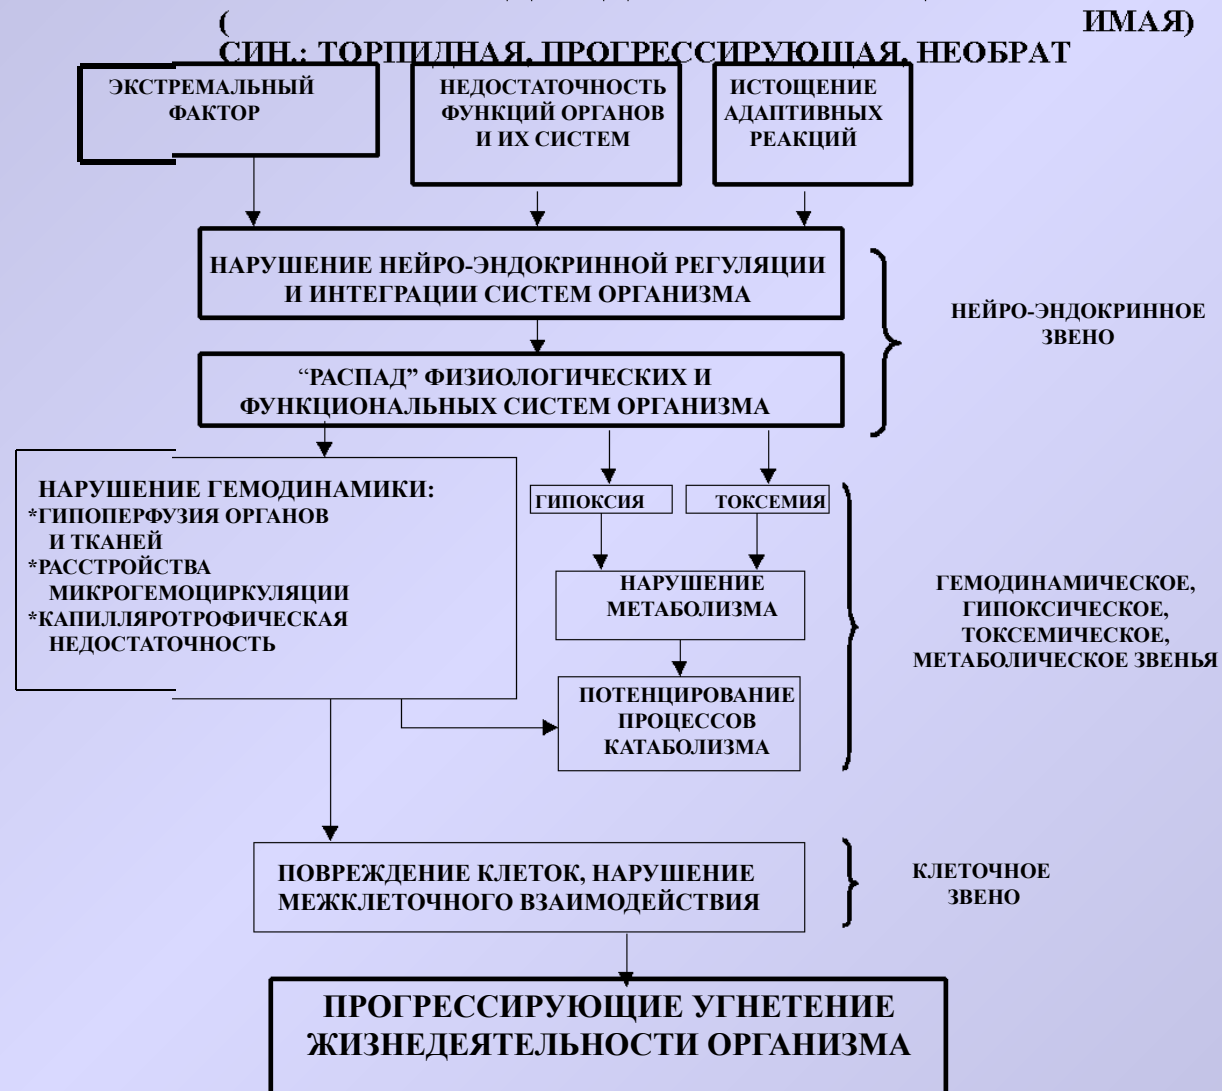 (ИМАЯ)
СИН.: ТОРПИДНАЯ, ПРОГРЕССИРУЮЩАЯ, НЕОБРАТ
ЭКСТРЕМАЛЬНЫЙ
ФАКТОР
НЕДОСТАТОЧНОСТЬ
ФУНКЦИЙ ОРГАНОВ
И ИХ СИСТЕМ
ИСТОЩЕНИЕ
АДАПТИВНЫХ
РЕАКЦИЙ
НАРУШЕНИЕ НЕЙРО-ЭНДОКРИННОЙ РЕГУЛЯЦИИ
И ИНТЕГРАЦИИ СИСТЕМ ОРГАНИЗМА
НЕЙРО-ЭНДОКРИННОЕ
ЗВЕНО
“РАСПАД” ФИЗИОЛОГИЧЕСКИХ И
ФУНКЦИОНАЛЬНЫХ СИСТЕМ ОРГАНИЗМА
НАРУШЕНИЕ ГЕМОДИНАМИКИ:
*ГИПОПЕРФУЗИЯ ОРГАНОВ
И ТКАНЕЙ
*РАССТРОЙСТВА
МИКРОГЕМОЦИРКУЛЯЦИИ
*КАПИЛЛЯРОТРОФИЧЕСКАЯ
НЕДОСТАТОЧНОСТЬ
ГИПОКСИЯ
ТОКСЕМИЯ
НАРУШЕНИЕ
МЕТАБОЛИЗМА
ПОТЕНЦИРОВАНИЕ
ПРОЦЕССОВ
КАТАБОЛИЗМА
ГЕМОДИНАМИЧЕСКОЕ,
ГИПОКСИЧЕСКОЕ,
ТОКСЕМИЧЕСКОЕ,
МЕТАБОЛИЧЕСКОЕ ЗВЕНЬЯ
ПОВРЕЖДЕНИЕ КЛЕТОК, НАРУШЕНИЕ
МЕЖКЛЕТОЧНОГО ВЗАИМОДЕЙСТВИЯ
КЛЕТОЧНОЕ
ЗВЕНО
ПРОГРЕССИРУЮЩИЕ УГНЕТЕНИЕ
ЖИЗНЕДЕЯТЕЛЬНОСТИ ОРГАНИЗМА